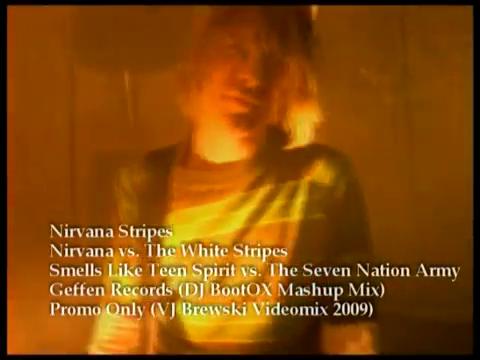 Nirvana Stripes
Nirvana vs. The White Stripes
Smells Like Teen Spirit vs. The Seven Nation Army
Geffen Records (DJ BootOX Mashup Mix)
Promo Only (VJ Brewski Videomix 2009)